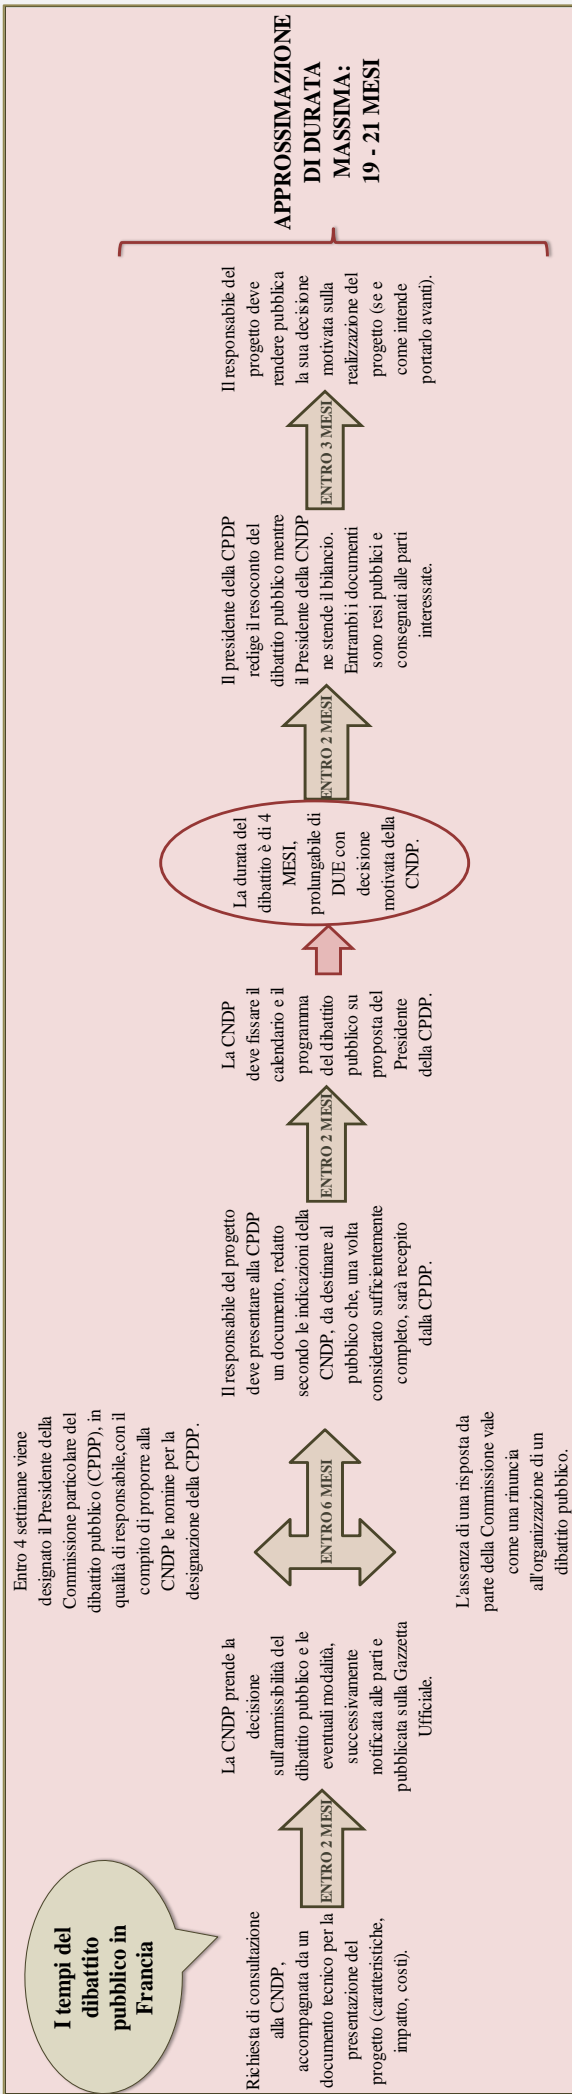 I tempi del
dibattito
pubblico in
Francia
Richiesta di consultazione
alla CNDP,
accompagnata da un
documento tecnico per la
presentazione del
progetto (caratteristiche,
impatto, costi).
ENTRO 2 MESI
La CNDP prende la
decisione
sull'ammissibilità del
dibattito pubblico e le
eventuali modalità,
successivamente
notificata alle parti e
pubblicata sulla Gazzetta
Ufficiale.
Entro 4 settimane viene
designato il Presidente della
Commissione particolare del
dibattito pubblico (CPDP), in
qualità di responsabile,con il
compito di proporre alla
CNDP le nomine per la
designazione della CPDP.
ENTRO 6 MESI
L'assenza di una risposta da
parte della Commissione vale
come una rinuncia
all'organizzazione di un
dibattito pubblico.
Il responsabile del progetto
deve presentare alla CPDP
un documento, redatto
secondo le indicazioni della
CNDP, da destinare al
pubblico che, una volta
considerato sufficientemente
completo, sarà recepito
dalla CPDP.
ENTRO 2 MESI
La CNDP
deve fissare il
calendario e il
programma
del dibattito
pubblico su
proposta del
Presidente
della CPDP.
La durata del
dibattito è di 4
MESI,
prolungabile di
DUE con
decisione
motivata della
CNDP.
ENTRO 2 MESI
Il presidente della CPDP
redige il resoconto del
dibattito pubblico mentre
il Presidente della CNDP
ne stende il bilancio.
Entrambi i documenti
sono resi pubblici e
consegnati alle parti
interessate.
ENTRO 3 MESI
Il responsabile del
progetto deve
rendere pubblica
la sua decisione
motivata sulla
realizzazione del
progetto (se e
come intende
portarlo avanti).
APPROSSIMAZIONE
DI DURATA
MASSIMA:
19 - 21 MESI